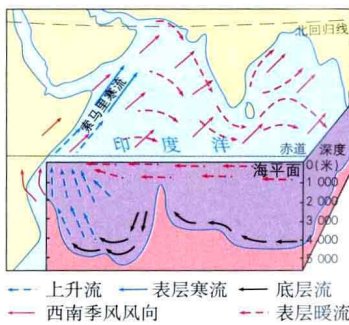 北回归线
索马里寒流
印度洋
赤道 深度
0(米)
海平面
1 000
2 000
3 000
4 000
5 000
上升流 表层寒流 底层流
西南季风风向 表层暖流